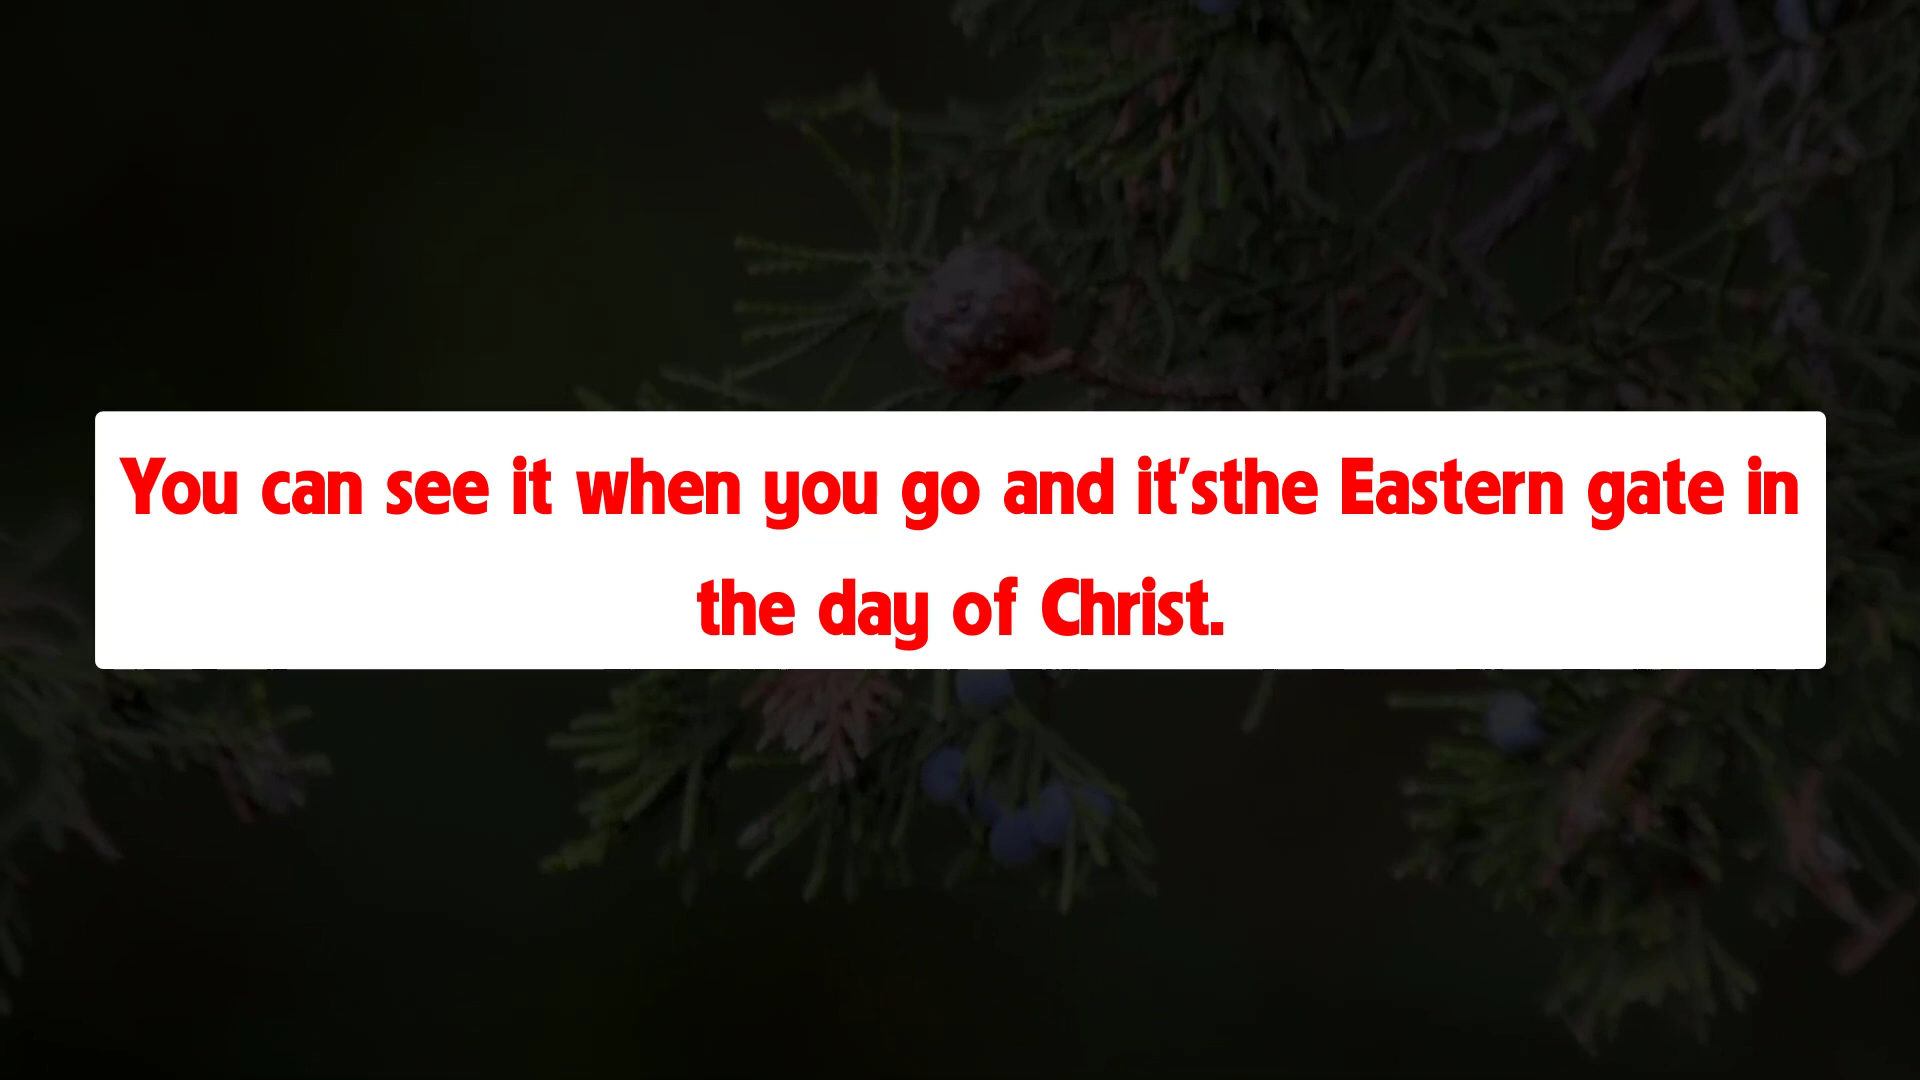 You can see it when you go and it'sthe Eastern gate in
the day of Christ.